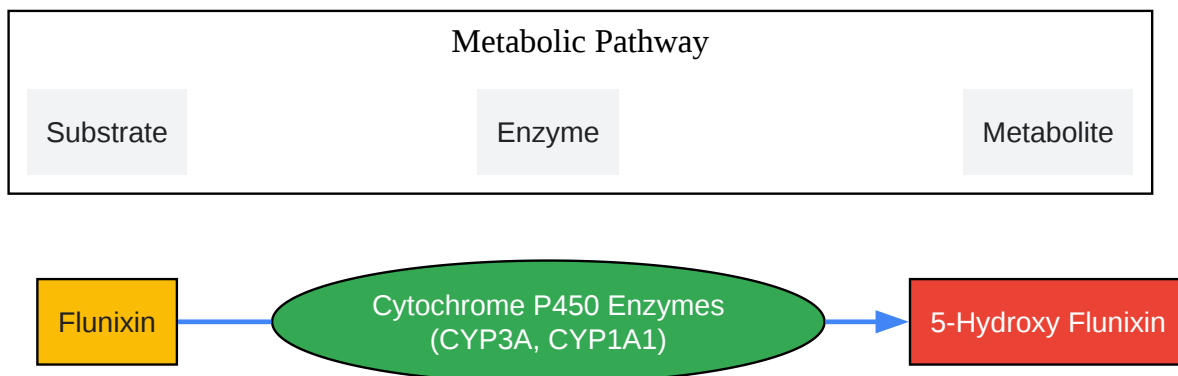 Metabolic Pathway
Substrate
Enzyme
Metabolite
Flunixin
Cytochrome P450 Enzymes
(CYP3A, CYP1A1)
5-Hydroxy Flunixin